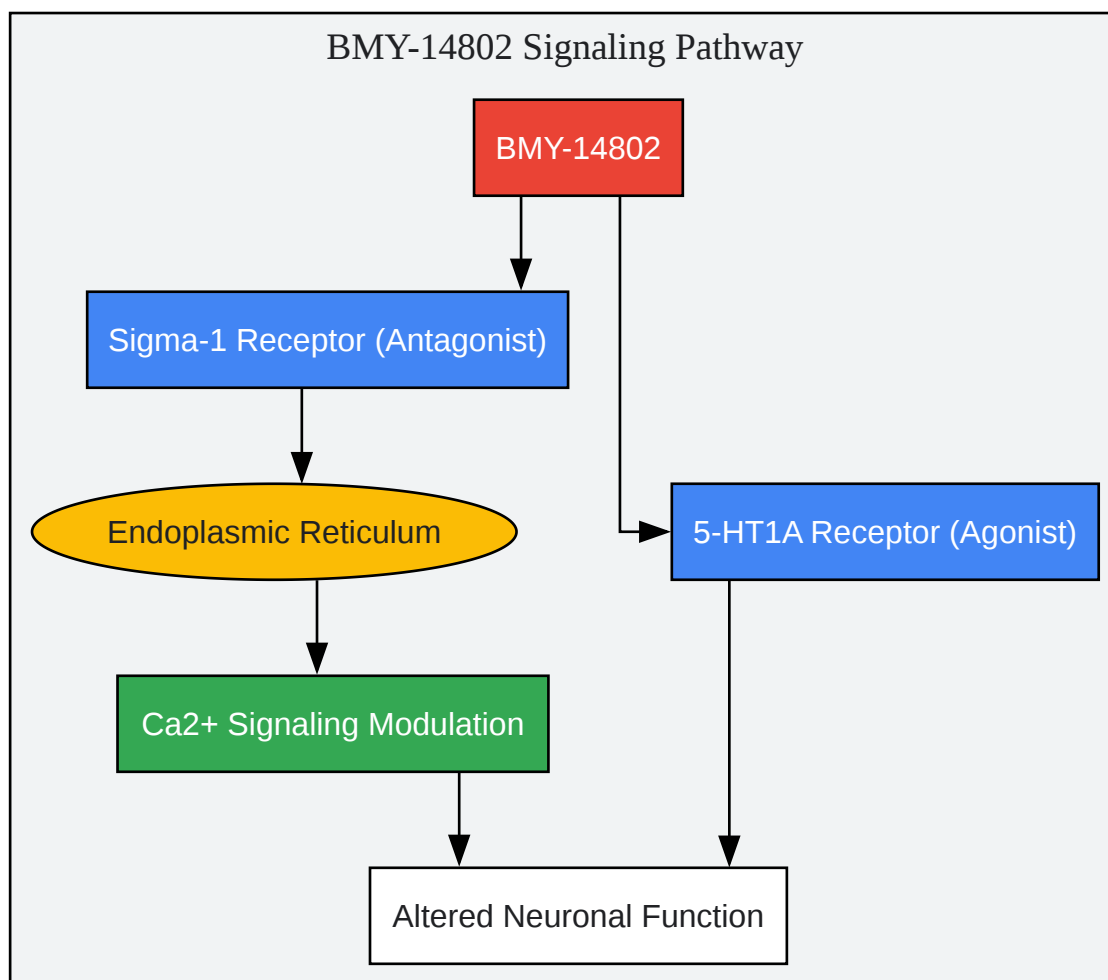 BMY-14802 Signaling Pathway
BMY-14802
Sigma-1 Receptor (Antagonist)
Endoplasmic Reticulum
5-HT1A Receptor (Agonist)
Ca2+ Signaling Modulation
Altered Neuronal Function